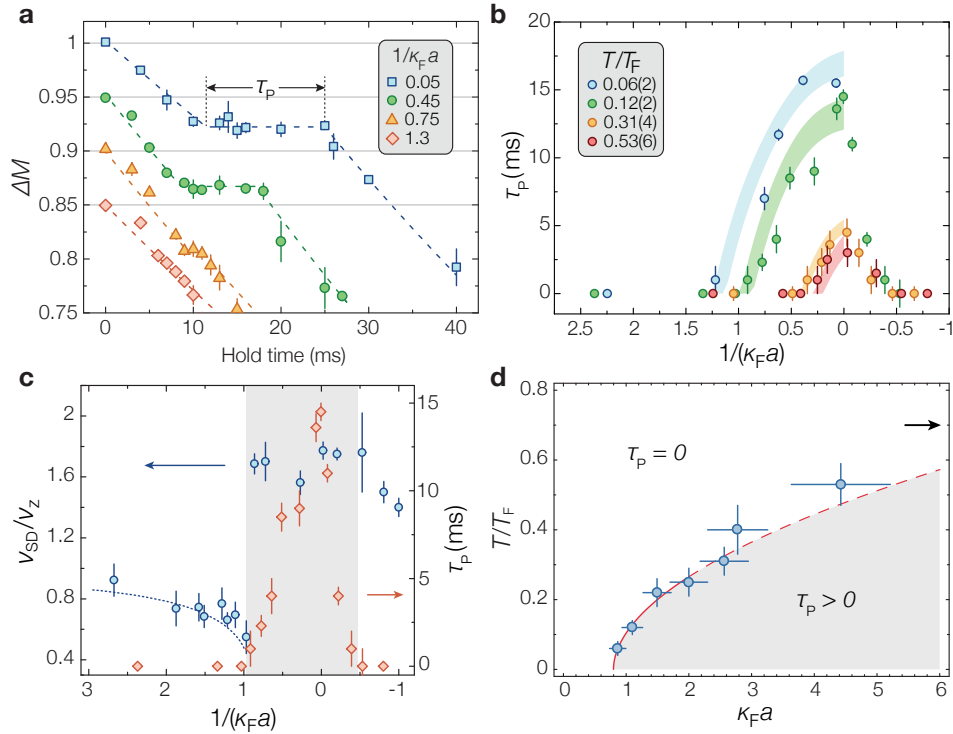 a
1/κFa
0.05
0.45
0.75
1.3
τP
1
0.95
0.9
0.85
0.8
0.75
ΔM
0 10 20 30 40
Hold time (ms)
b
T/TF
0.06(2)
0.12(2)
0.31(4)
0.53(6)
15
10
5
0
τP(ms)
2.5 2 1.5 1 0.5 0 -0.5 -1
1/(κFa)
c
2
1.6
1.2
0.8
0.4
νSD/νz
15
10
5
0
τP(ms)
3 2 1 0 -1
1/(κFa)
d
0.8
0.6
0.4
0.2
0
T/TF
τP = 0
τP > 0
0 1 2 3 4 5 6
κFa